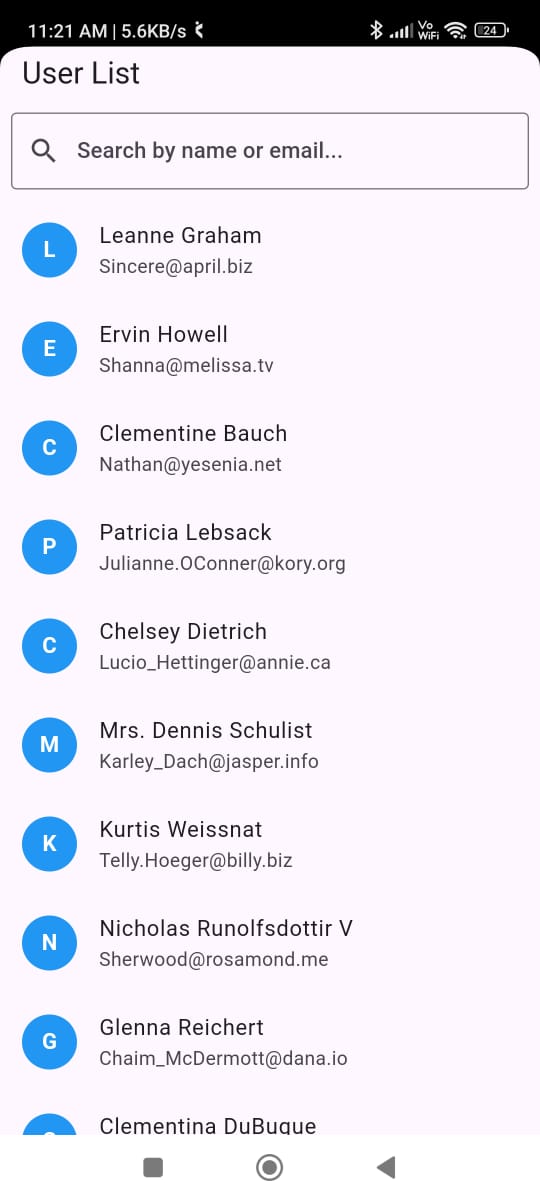 11:21 AM | 5.6KB/s Vo WiFi 24
User List
Search by name or email...
L Leanne Graham
Sincere@april.biz
E Ervin Howell
Shanna@melissa.tv
C Clementine Bauch
Nathan@yesenia.net
P Patricia Lebsack
Julianne.OConner@kory.org
C Chelsey Dietrich
Lucio_Hettinger@annie.ca
M Mrs. Dennis Schulist
Karley_Dach@jasper.info
K Kurtis Weissnat
Telly.Hoeger@billy.biz
N Nicholas Runolfsdottir V
Sherwood@rosamond.me
G Glenna Reichert
Chaim_McDermott@dana.io
Clementina DuBuque